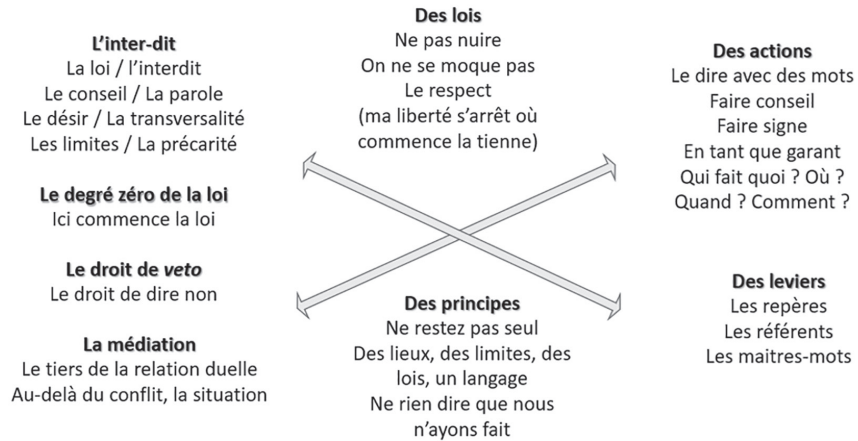 L'inter-dit
La loi / l'interdit
Le conseil / La parole
Le désir / La transversalité
Les limites / La précarité
Le degré zéro de la loi
Ici commence la loi
Le droit de veto
Le droit de dire non
La médiation
Le tiers de la relation duelle
Au-delà du conflit, la situation
Des lois
Ne pas nuire
On ne se moque pas
Le respect
(ma liberté s'arrêt où
commence la tienne)
Des principes
Ne restez pas seul
Des lieux, des limites, des
lois, un langage
Ne rien dire que nous
n'ayons fait
Des actions
Le dire avec des mots
Faire conseil
Faire signe
En tant que garant
Qui fait quoi ? Où ?
Quand ? Comment ?
Des leviers
Les repères
Les référents
Les maitres-mots